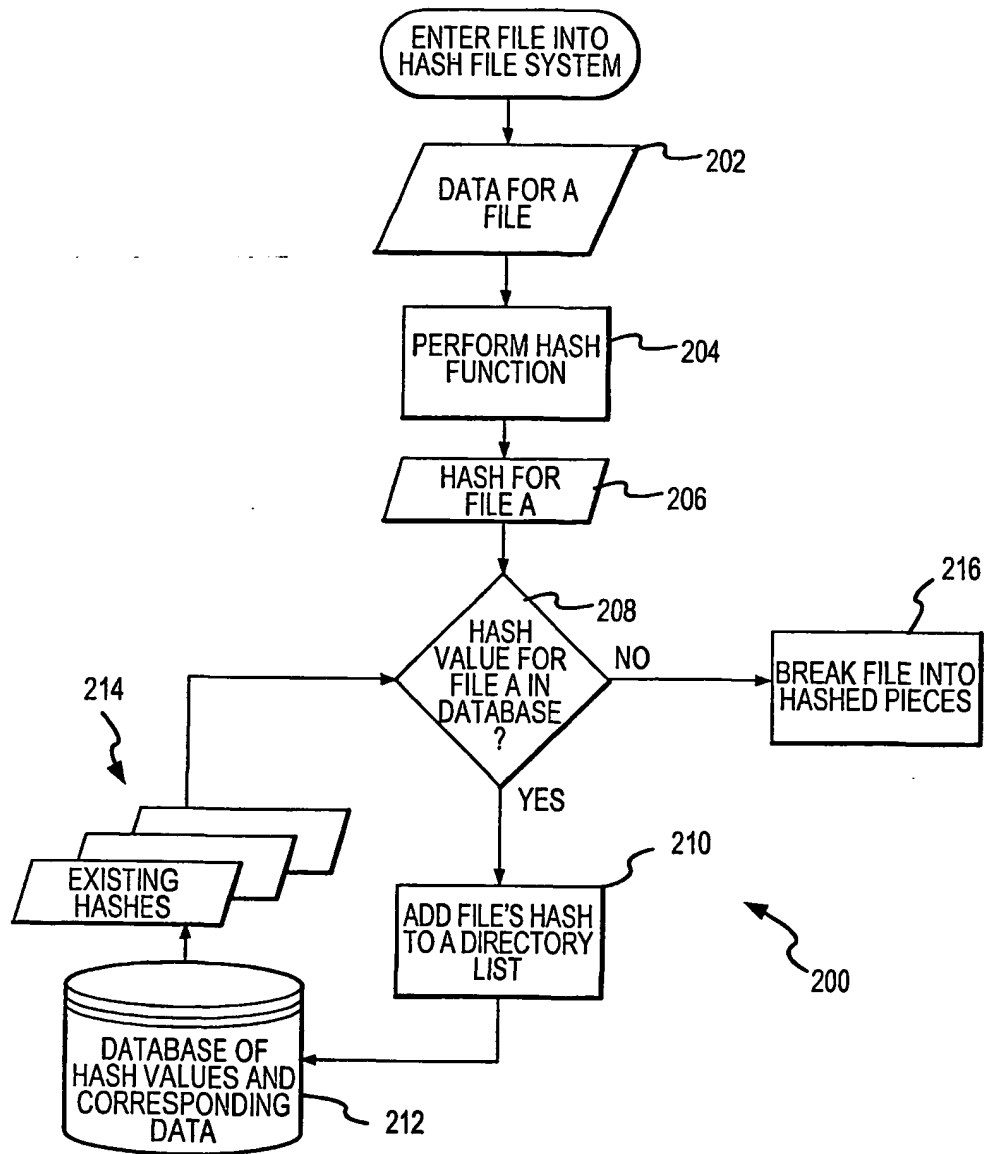 ENTER FILE INTO
HASH FILE SYSTEM
202
DATA FOR A
FILE
PERFORM HASH
FUNCTION
204
HASH FOR
FILE A
206
208
HASH
VALUE FOR
FILE A IN
DATABASE
?
NO
216
BREAK FILE INTO
HASHED PIECES
214
YES
EXISTING
HASHES
210
ADD FILE'S HASH
TO A DIRECTORY
LIST
200
DATABASE OF
HASH VALUES AND
CORRESPONDING
DATA
212